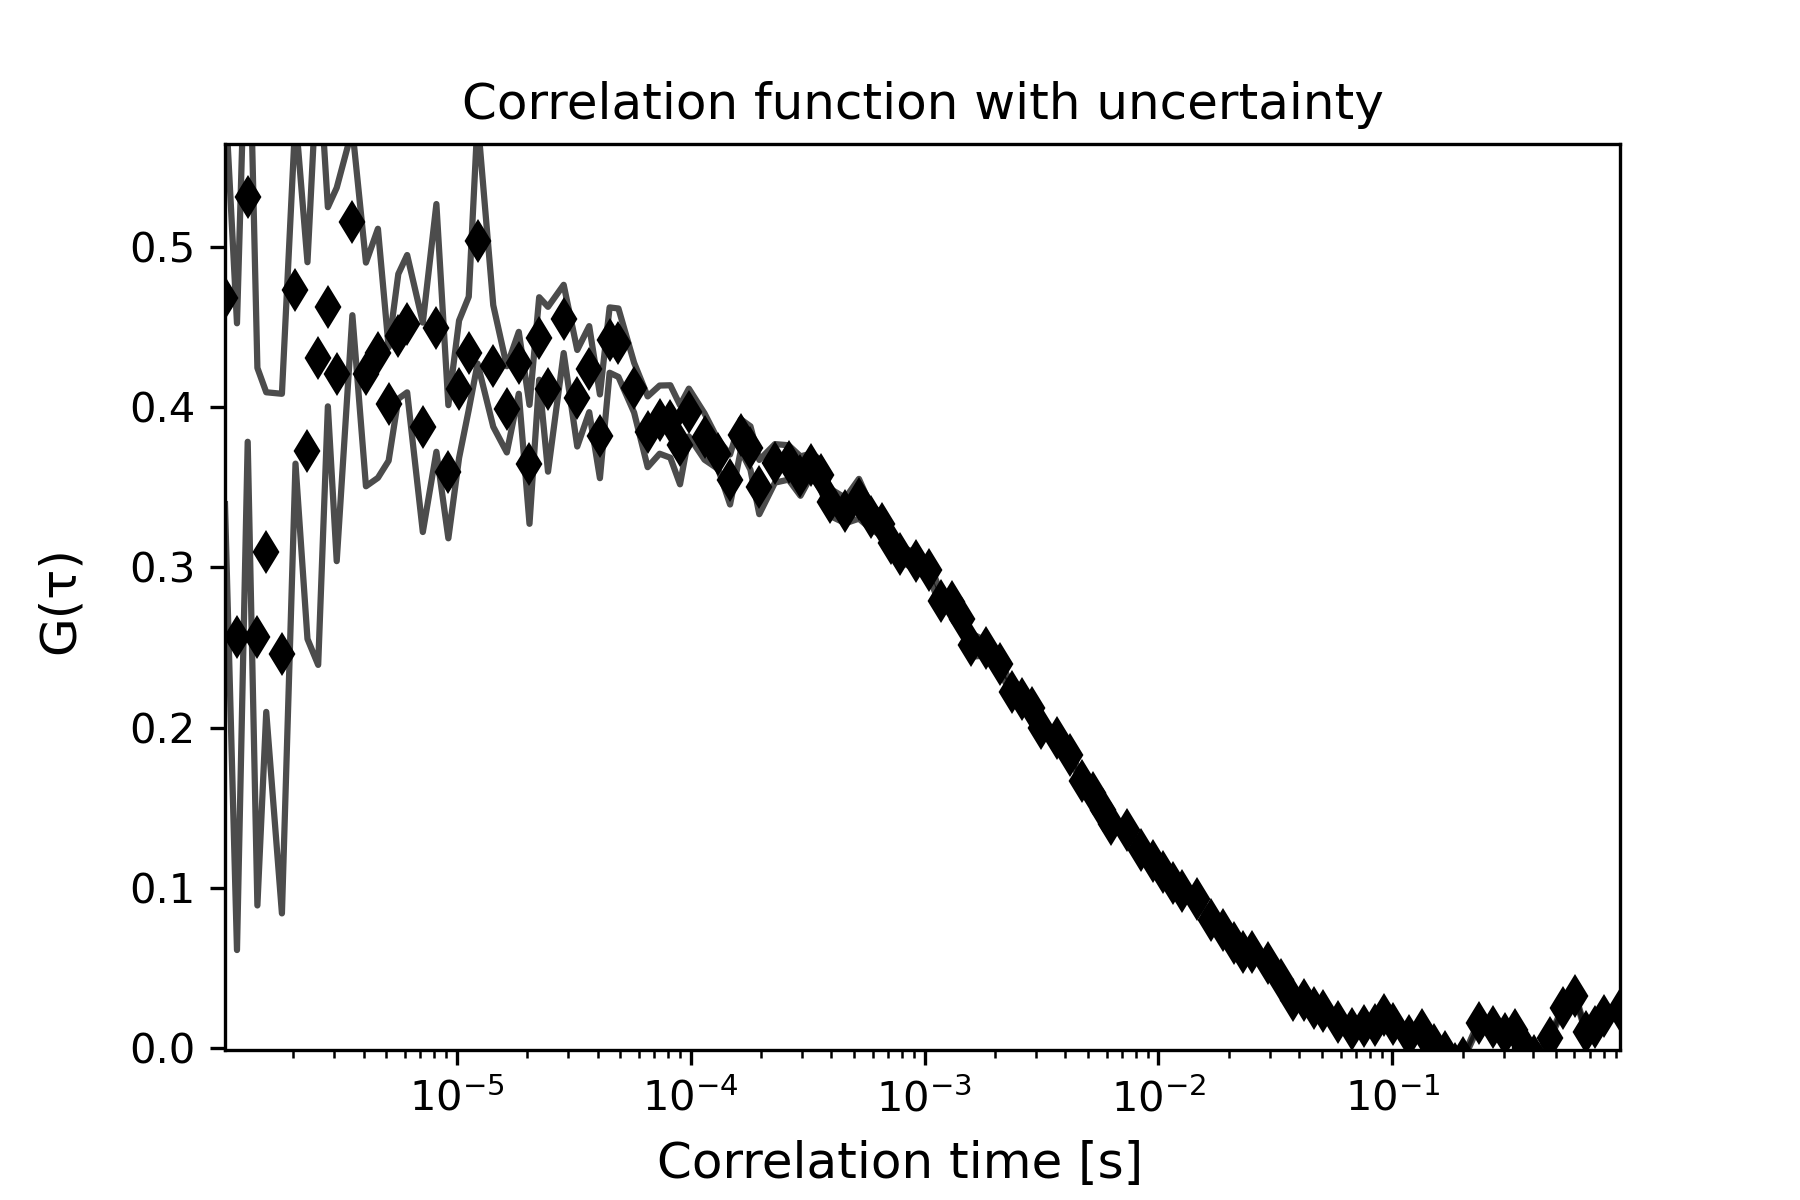 Correlation function with uncertainty
G(τ)
0.5
0.4
0.3
0.2
0.1
0.0
10⁻⁵ 10⁻⁴ 10⁻³ 10⁻² 10⁻¹
Correlation time [s]